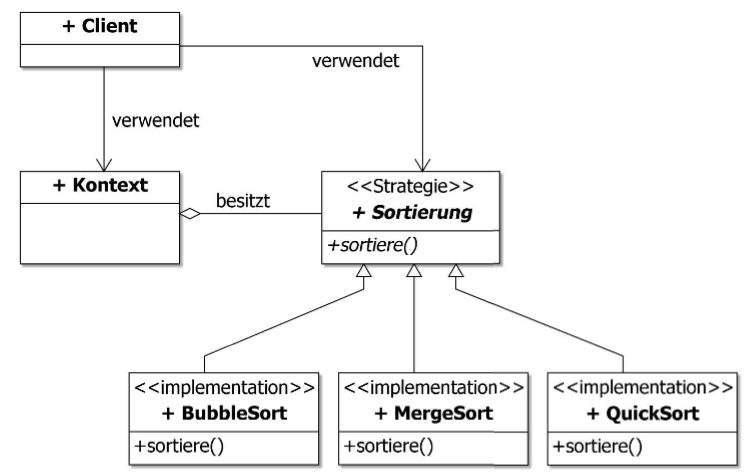 + Client
verwendet
verwendet
+ Kontext
besitzt
<<Strategie>>
+ Sortierung
+sortiere()
<<implementation>>
+ BubbleSort
+sortiere()
<<implementation>>
+ MergeSort
+sortiere()
<<implementation>>
+ QuickSort
+sortiere()